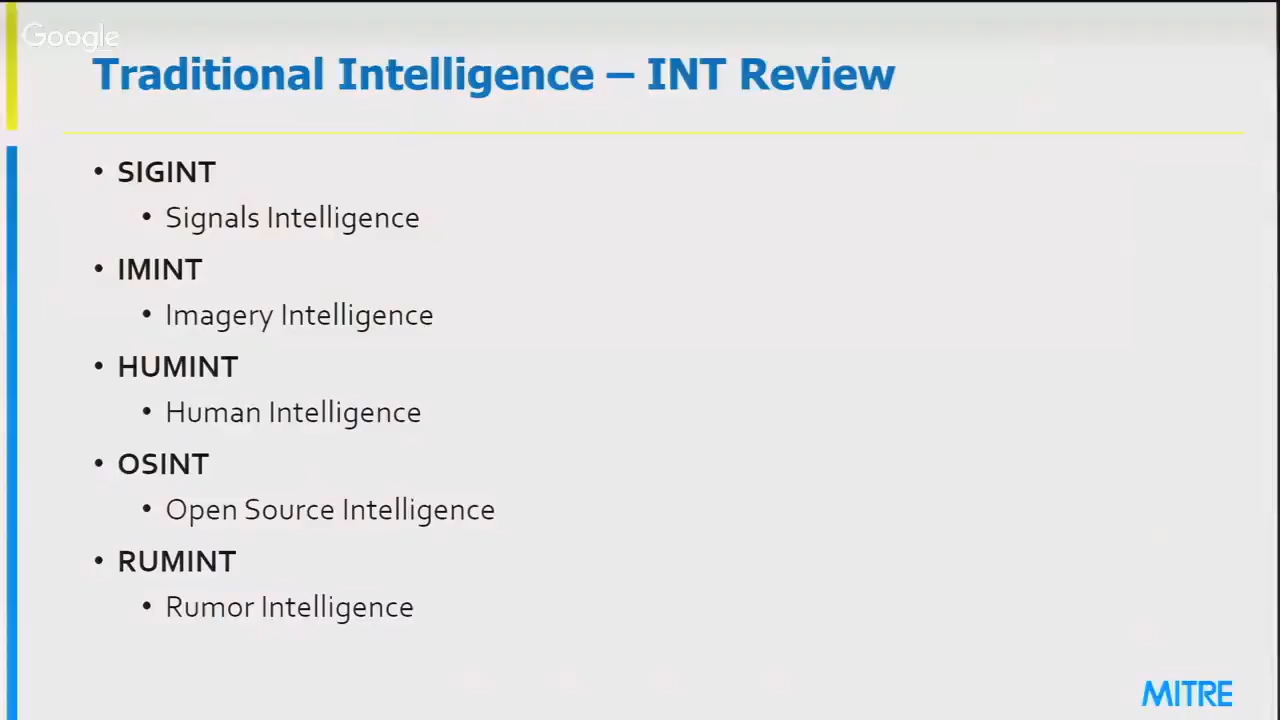 Google
Traditional Intelligence – INT Review
• SIGINT
• Signals Intelligence
• IMINT
• Imagery Intelligence
• HUMINT
• Human Intelligence
• OSINT
• Open Source Intelligence
• RUMINT
• Rumor Intelligence
MITRE